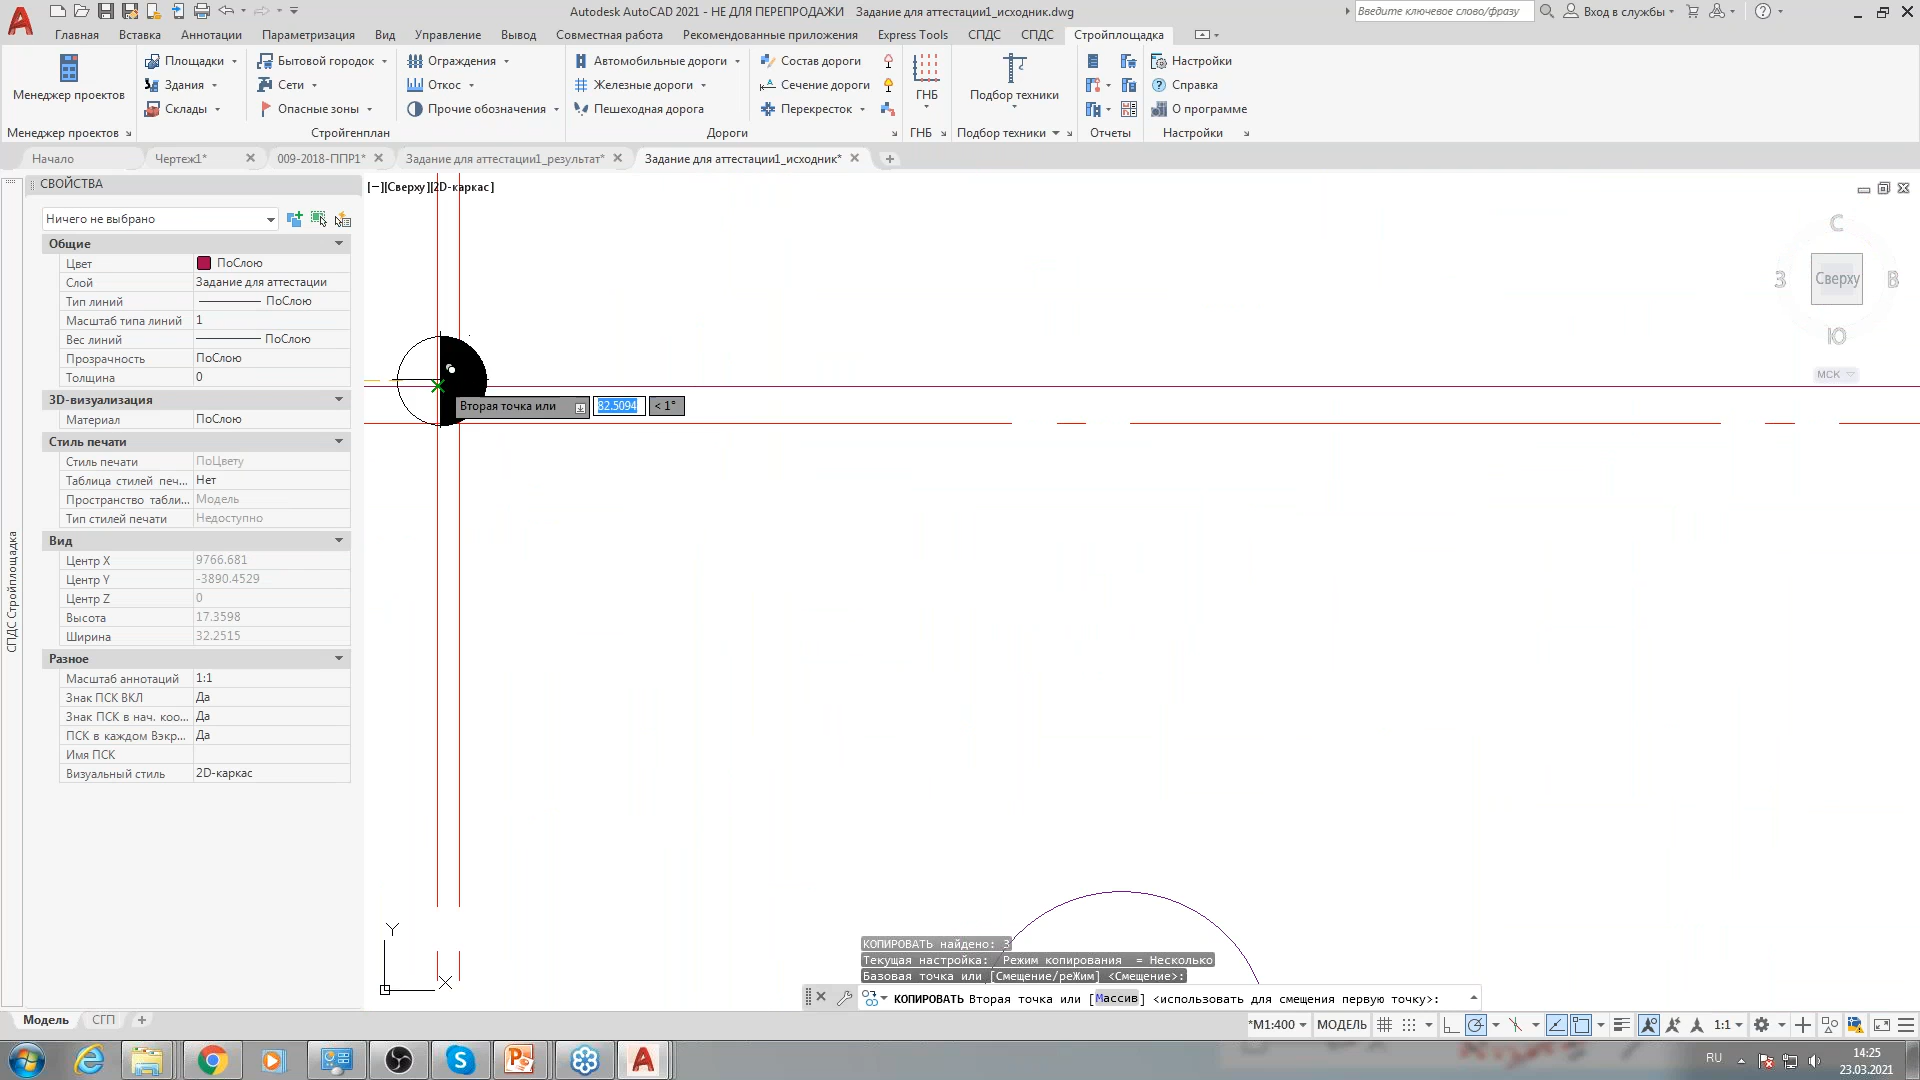 Autodesk AutoCAD 2021 - НЕ ДЛЯ ПЕРЕПРОДАЖИ Задание для аттестации1_исходник.dwg
Введите ключевое слово/фразу
Вход в службы
Главная Вставка Аннотации Параметризация Вид Управление Вывод Совместная работа Рекомендованные приложения Express Tools СПДС СПДС Стройплощадка
Площадки Бытовой городок Ограждения Автомобильные дороги Состав дороги Настройки
Здания Сети Откос Железные дороги Сечение дороги Справка
Менеджер проектов ГНБ Подбор техники
Склады Опасные зоны Прочие обозначения Пешеходная дорога Перекресток О программе
Менеджер проектов Стройгенплан Дороги ГНБ Подбор техники Отчеты Настройки
Начало Чертеж1* 009-2018-ППР1* Задание для аттестации1_результат* Задание для аттестации1_исходник*
СВОЙСТВА
[−][Сверху][2D-каркас]
Ничего не выбрано
Общие
Цвет ПоСлою
Слой Задание для аттестации
Тип линий ПоСлою
Масштаб типа линий 1
Вес линий ПоСлою
Прозрачность ПоСлою
Толщина 0
3D-визуализация
Материал ПоСлою
Стиль печати
Стиль печати ПоЦвету
Таблица стилей печ... Нет
Пространство табли... Модель
Тип стилей печати Недоступно
Вид
Центр X 9766.681
Центр Y -3890.4529
Центр Z 0
Высота 17.3598
Ширина 32.2515
Разное
Масштаб аннотаций 1:1
Знак ПСК ВКЛ Да
Знак ПСК в нач. коо... Да
ПСК в каждом Вэкр... Да
Имя ПСК
Визуальный стиль 2D-каркас
СПДС Стройплощадка
С
З Сверху В
Ю
МСК
Вторая точка или 82.5094 < 1°
Y
X
КОПИРОВАТЬ найдено: 3
Текущая настройка: Режим копирования = Несколько
Базовая точка или [Смещение/реЖим] <Смещение>:
КОПИРОВАТЬ Вторая точка или [Массив] <использовать для смещения первую точку>:
Модель СГП
*М1:400 МОДЕЛЬ 1:1
RU
14:25
23.03.2021